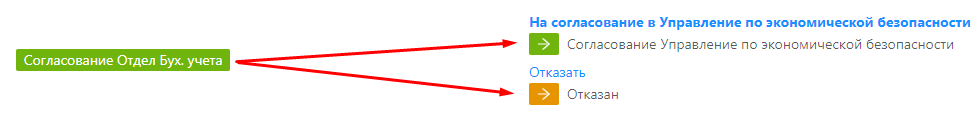 На согласование в Управление по экономической безопасности
Согласование Управление по экономической безопасности
Согласование Отдел Бух. учета
Отказать
Отказан